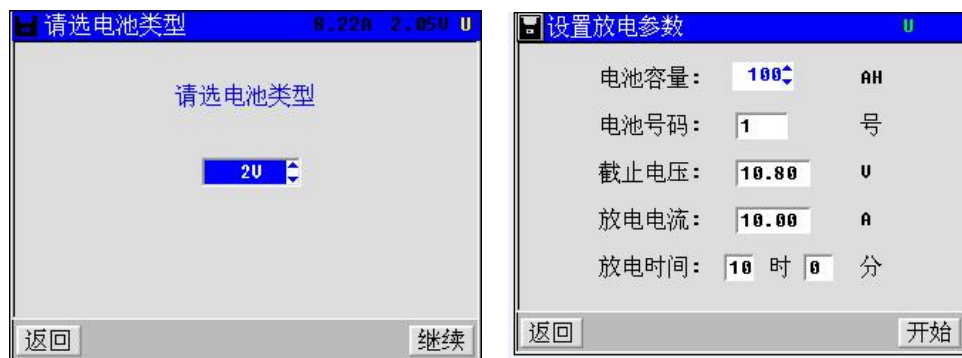 请选电池类型 8.22A 2.05V U
请选电池类型
2V
返回 继续
设置放电参数 U
电池容量: 100 AH
电池号码: 1 号
截止电压: 10.80 V
放电电流: 10.00 A
放电时间: 10 时 0 分
返回 开始